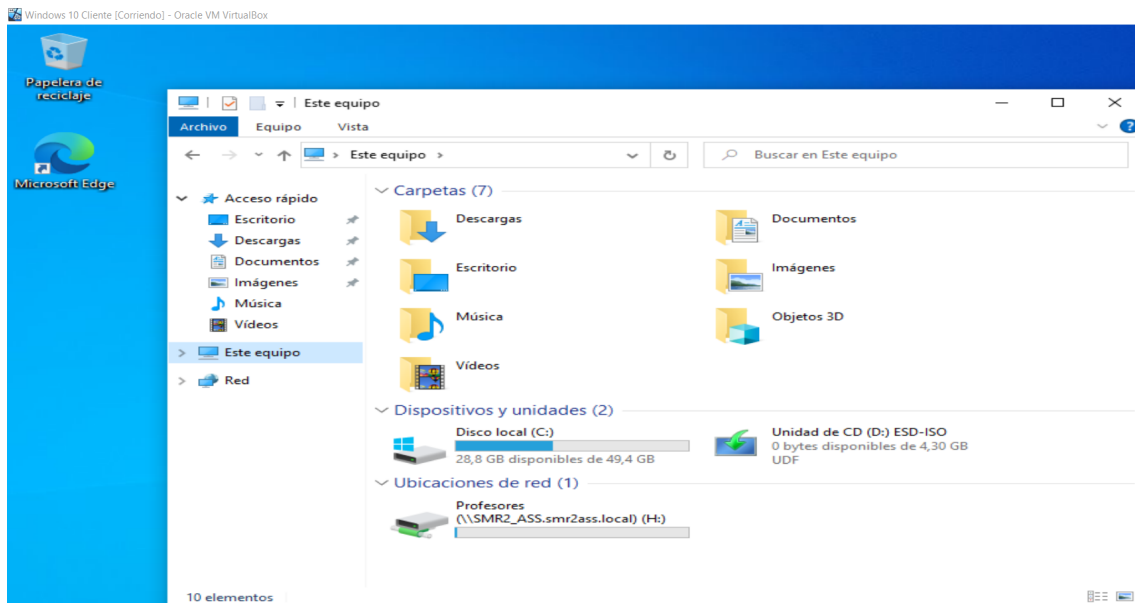 Windows 10 Cliente [Corriendo] - Oracle VM VirtualBox
Papelera de
reciclaje
Microsoft Edge
Este equipo
Archivo Equipo Vista
Este equipo
Buscar en Este equipo
Acceso rápido
Escritorio
Descargas
Documentos
Imágenes
Música
Vídeos
Este equipo
Red
Carpetas (7)
Descargas
Documentos
Escritorio
Imágenes
Música
Objetos 3D
Vídeos
Dispositivos y unidades (2)
Disco local (C:)
28,8 GB disponibles de 49,4 GB
Unidad de CD (D:) ESD-ISO
0 bytes disponibles de 4,30 GB
UDF
Ubicaciones de red (1)
Profesores
(\\SMR2_ASS.smr2ass.local) (H:)
10 elementos